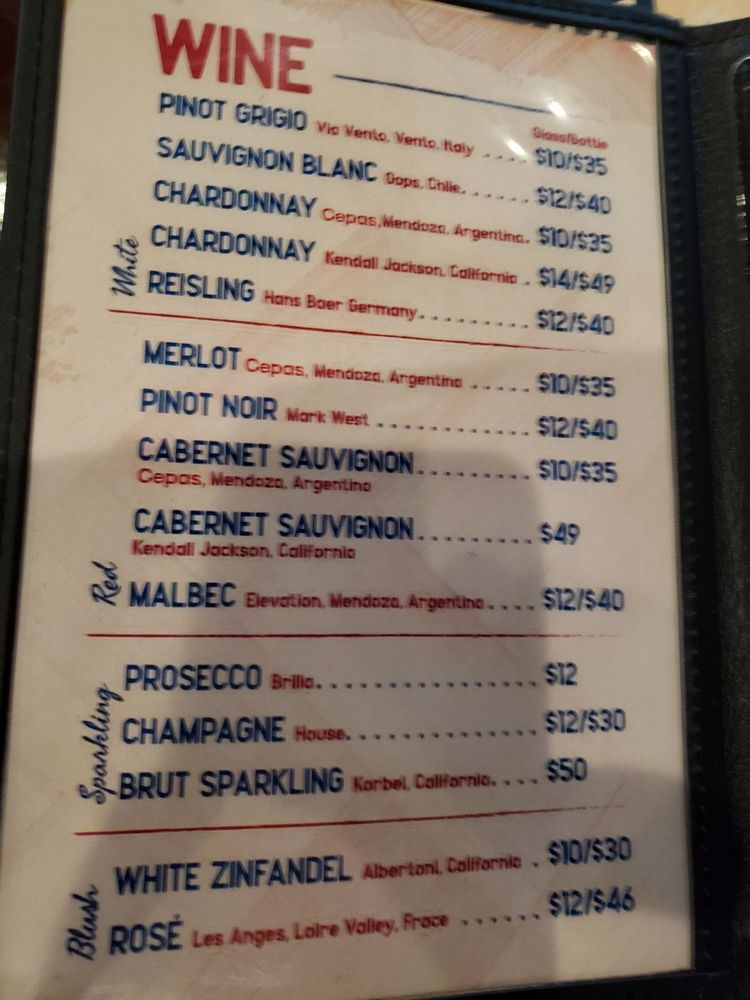 WINE
Glass/Bottle
PINOT GRIGIO Via Vento, Vento, Italy .... $10/$35
SAUVIGNON BLANC Oops, Chile....... $12/$40
CHARDONNAY Cepas,Mendoza, Argentina. $10/$35
CHARDONNAY Kendall Jackson, California . $14/$49
White
REISLING Hans Baer Germany.......... $12/$40
MERLOT Cepas, Mendoza, Argentina ..... $10/$35
PINOT NOIR Mark West ............ $12/$40
CABERNET SAUVIGNON......... $10/$35
Cepas, Mendoza, Argentina
CABERNET SAUVIGNON......... $49
Kendall Jackson, California
Red
MALBEC Elevation, Mendoza, Argentina.... $12/$40
PROSECCO Brilla................. $12
Sparkling
CHAMPAGNE House.............. $12/$30
BRUT SPARKLING Korbel, California.... $50
WHITE ZINFANDEL Albertoni, California . $10/$30
Blush
ROSÉ Les Anges, Loire Valley, Frace ...... $12/$46